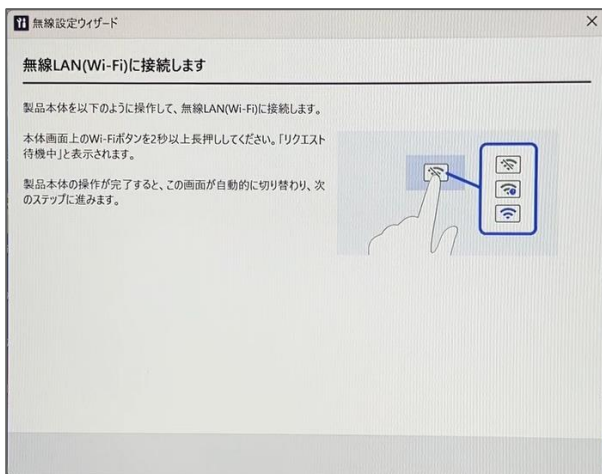 無線設定ウィザード
無線LAN(Wi-Fi)に接続します
製品本体を以下のように操作して、無線LAN(Wi-Fi)に接続します。
本体画面上のWi-Fiボタンを2秒以上長押ししてください。「リクエスト
待機中」と表示されます。
製品本体の操作が完了すると、この画面が自動的に切り替わり、次
のステップに進みます。